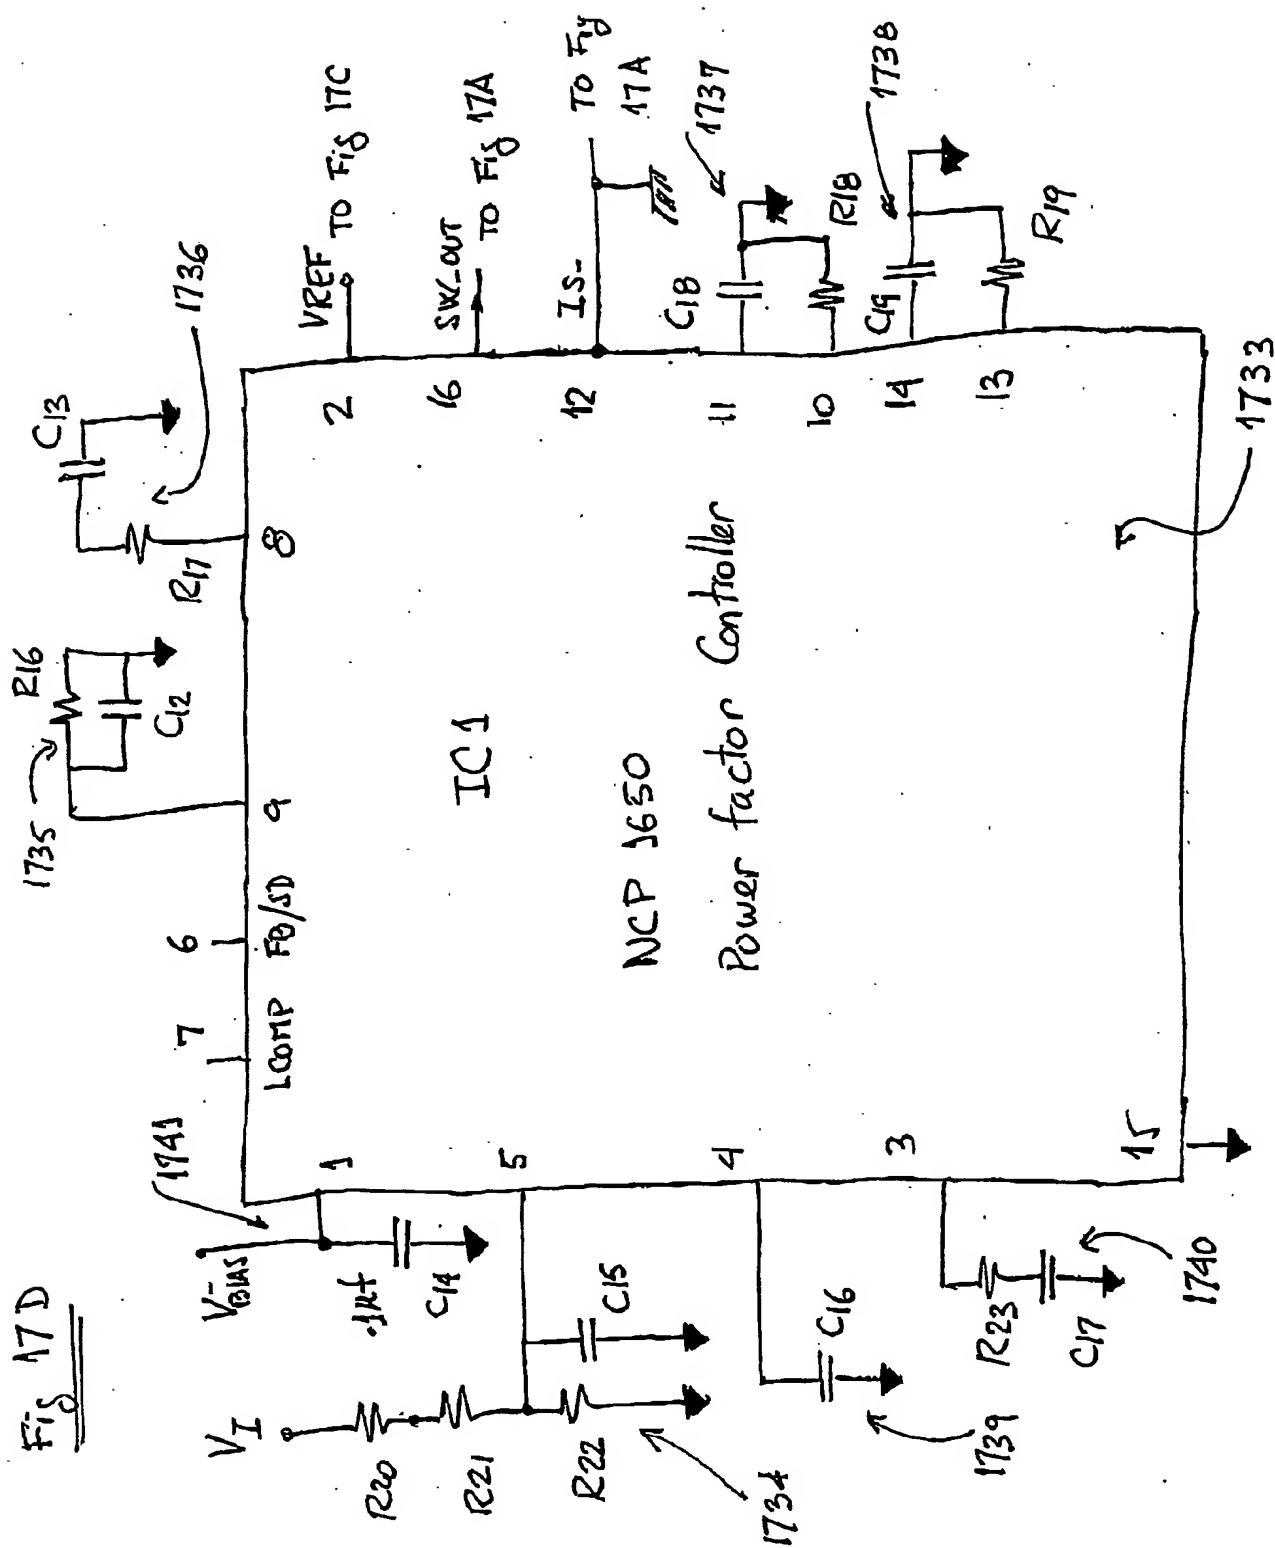 Fig 17D
1735
R16
C12
1736
C13
R17
7
6
9
8
LCOMP
FB/SD
1741
V-BIAS
.1μf
C14
1
VI
R20
R21
R22
C15
1734
5
C16
1739
4
R23
C17
1740
3
15
IC1
NCP 1650
Power factor Controller
1733
2
VREF
TO Fig 17C
16
SW_OUT
TO Fig 17A
12
IS-
TO Fig
17A
11
C18
1737
10
R18
14
C19
1738
13
R19